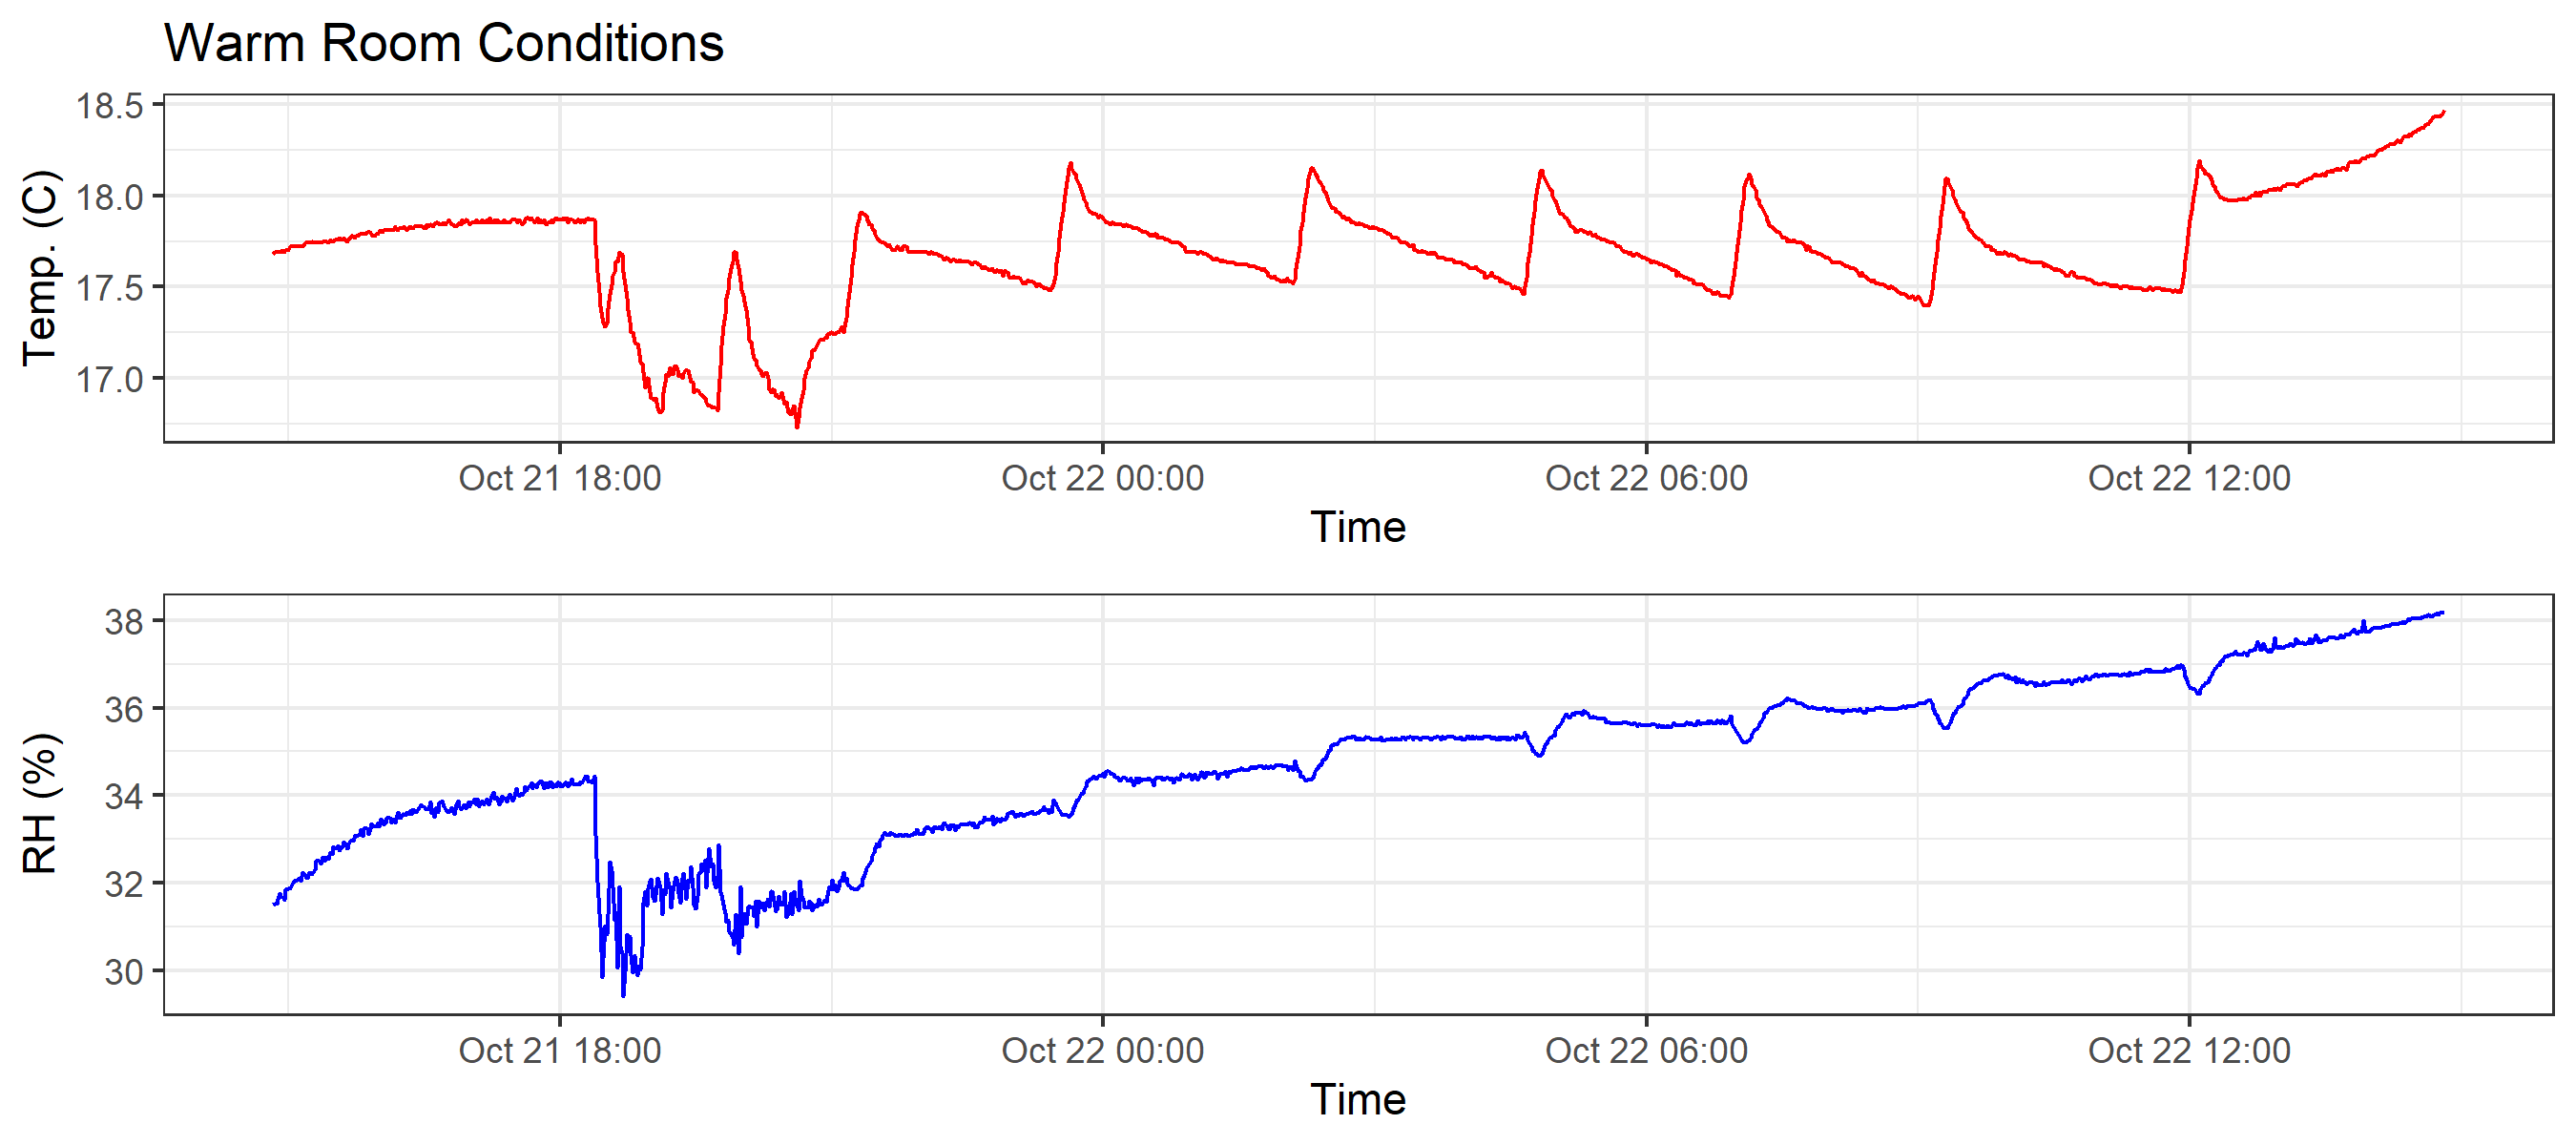 Warm Room Conditions
18.5
18.0
17.5
17.0
Temp. (C)
Oct 21 18:00 Oct 22 00:00 Oct 22 06:00 Oct 22 12:00
Time
38
36
34
32
30
RH (%)
Oct 21 18:00 Oct 22 00:00 Oct 22 06:00 Oct 22 12:00
Time